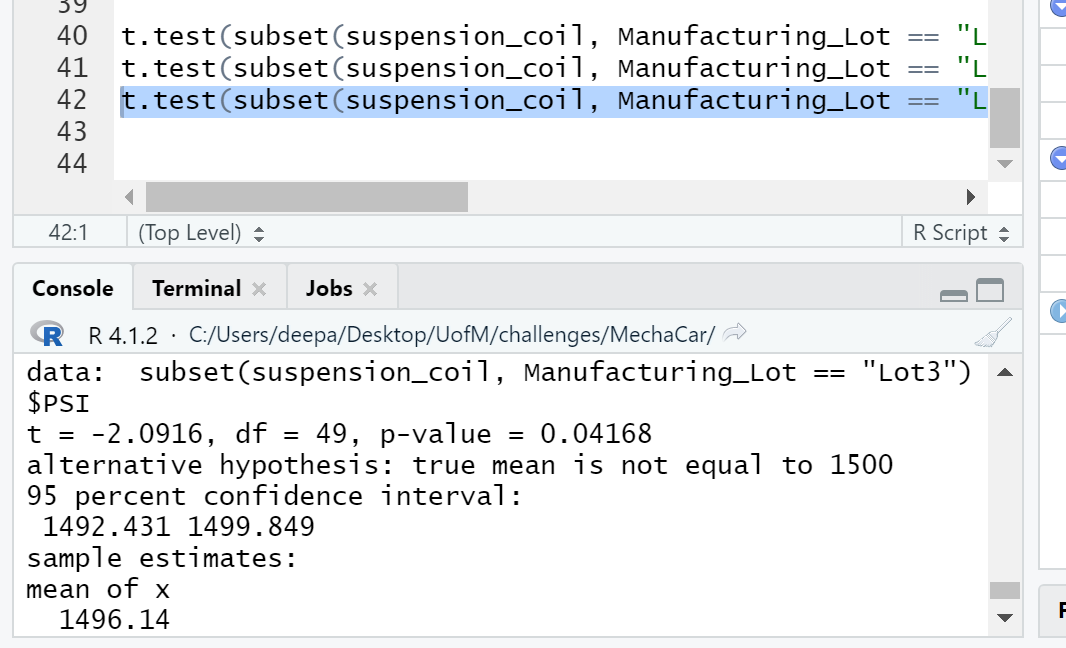 39
40 t.test(subset(suspension_coil, Manufacturing_Lot == "L
41 t.test(subset(suspension_coil, Manufacturing_Lot == "L
42 t.test(subset(suspension_coil, Manufacturing_Lot == "L
43
44
42:1 (Top Level) R Script
Console Terminal Jobs
R R 4.1.2 · C:/Users/deepa/Desktop/UofM/challenges/MechaCar/
data:  subset(suspension_coil, Manufacturing_Lot == "Lot3")
$PSI
t = -2.0916, df = 49, p-value = 0.04168
alternative hypothesis: true mean is not equal to 1500
95 percent confidence interval:
 1492.431 1499.849
sample estimates:
mean of x
  1496.14